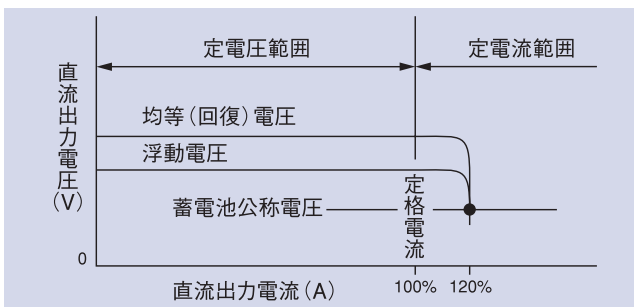 定電圧範囲
定電流範囲
直流出力電圧(V)
均等(回復)電圧
浮動電圧
蓄電池公称電圧
定格電流
0
直流出力電流(A)
100%
120%